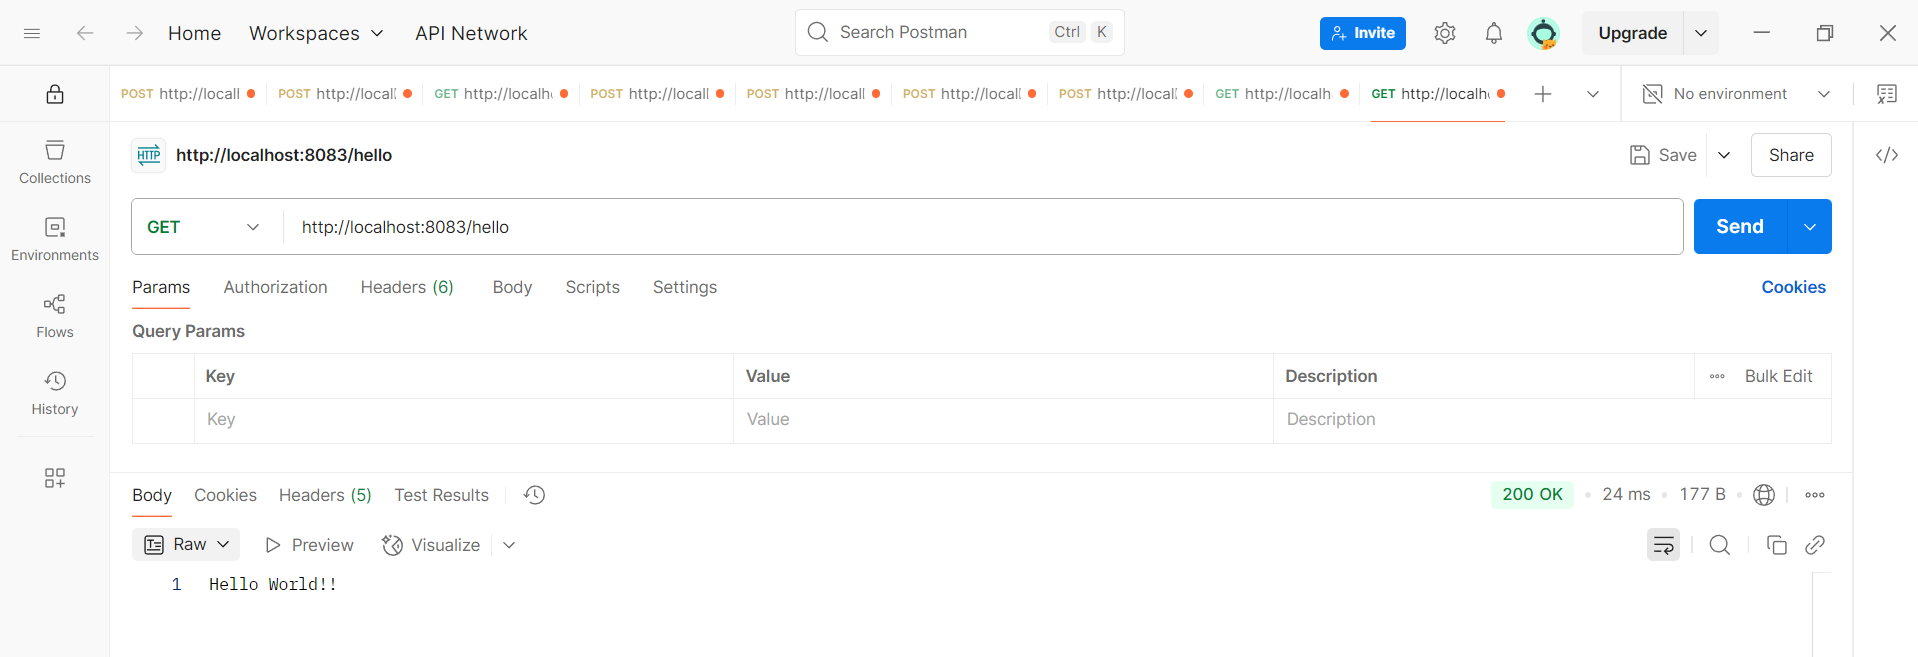 Home Workspaces API Network Search Postman Ctrl K Invite Upgrade
POST http://locall POST http://locall GET http://localh POST http://locall POST http://locall POST http://locall POST http://locall GET http://localh GET http://localh No environment
HTTP http://localhost:8083/hello Save Share
Collections
GET http://localhost:8083/hello Send
Environments
Params Authorization Headers (6) Body Scripts Settings Cookies
Flows
Query Params
Key Value Description Bulk Edit
History
Key Value Description
Body Cookies Headers (5) Test Results 200 OK 24 ms 177 B
Raw Preview Visualize
1 Hello World!!